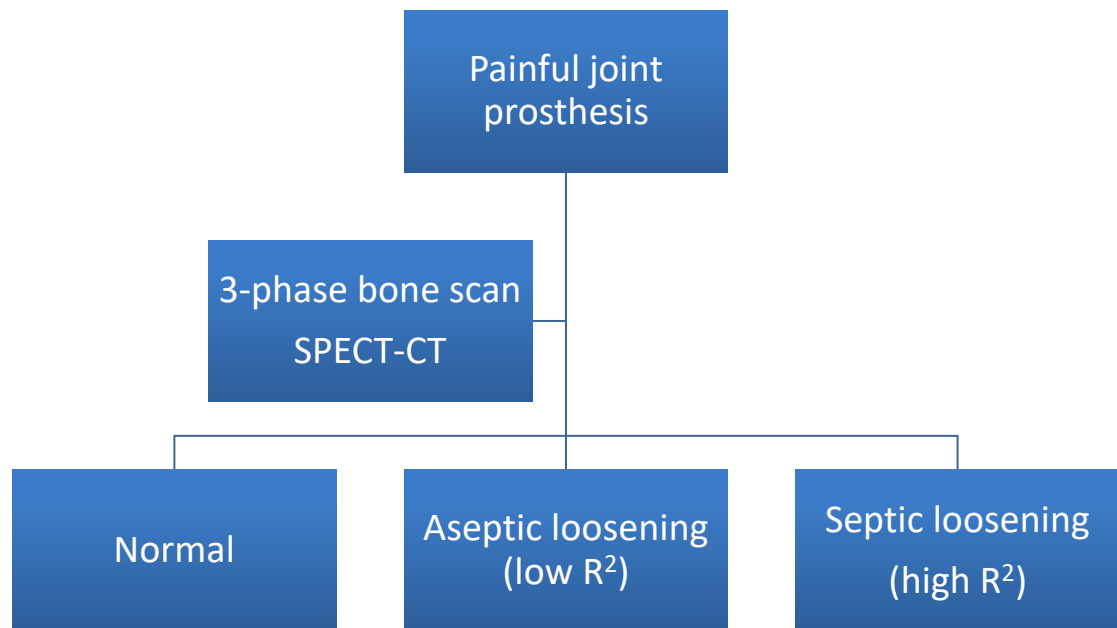 Painful joint
prosthesis
3-phase bone scan
SPECT-CT
Normal
Aseptic loosening
(low R²)
Septic loosening
(high R²)